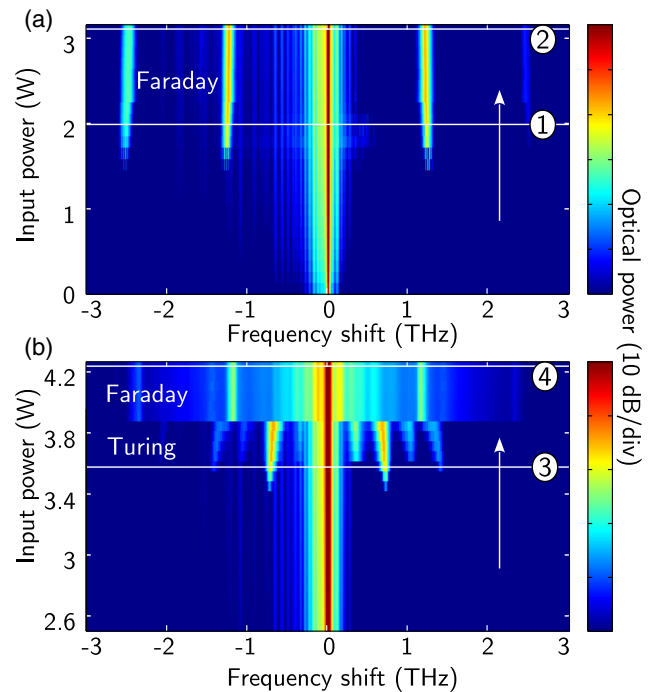 (a)
3
2
1
0
Input power (W)
Faraday
2
1
-3
-2
-1
0
1
2
3
Frequency shift (THz)
Optical power (10 dB/div)
(b)
4.2
3.8
3.4
3
2.6
Input power (W)
Faraday
Turing
4
3
-3
-2
-1
0
1
2
3
Frequency shift (THz)